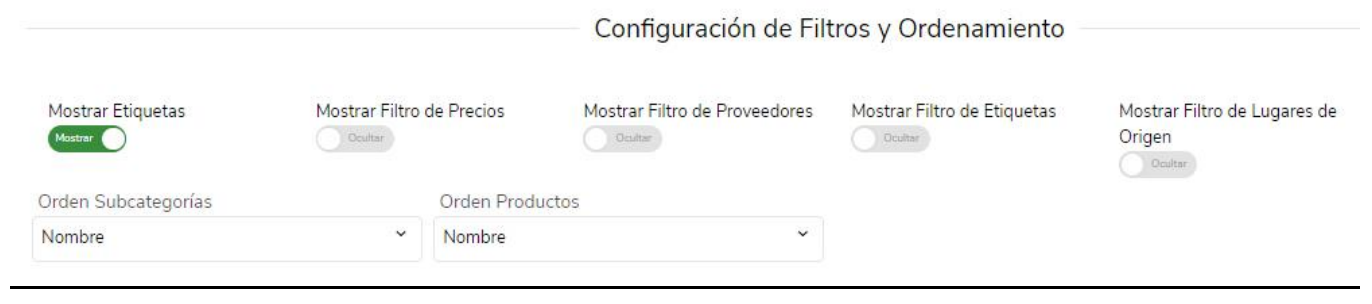 Configuración de Filtros y Ordenamiento
Mostrar Etiquetas
Mostrar
Mostrar Filtro de Precios
Ocultar
Mostrar Filtro de Proveedores
Ocultar
Mostrar Filtro de Etiquetas
Ocultar
Mostrar Filtro de Lugares de
Origen
Ocultar
Orden Subcategorías
Nombre
Orden Productos
Nombre